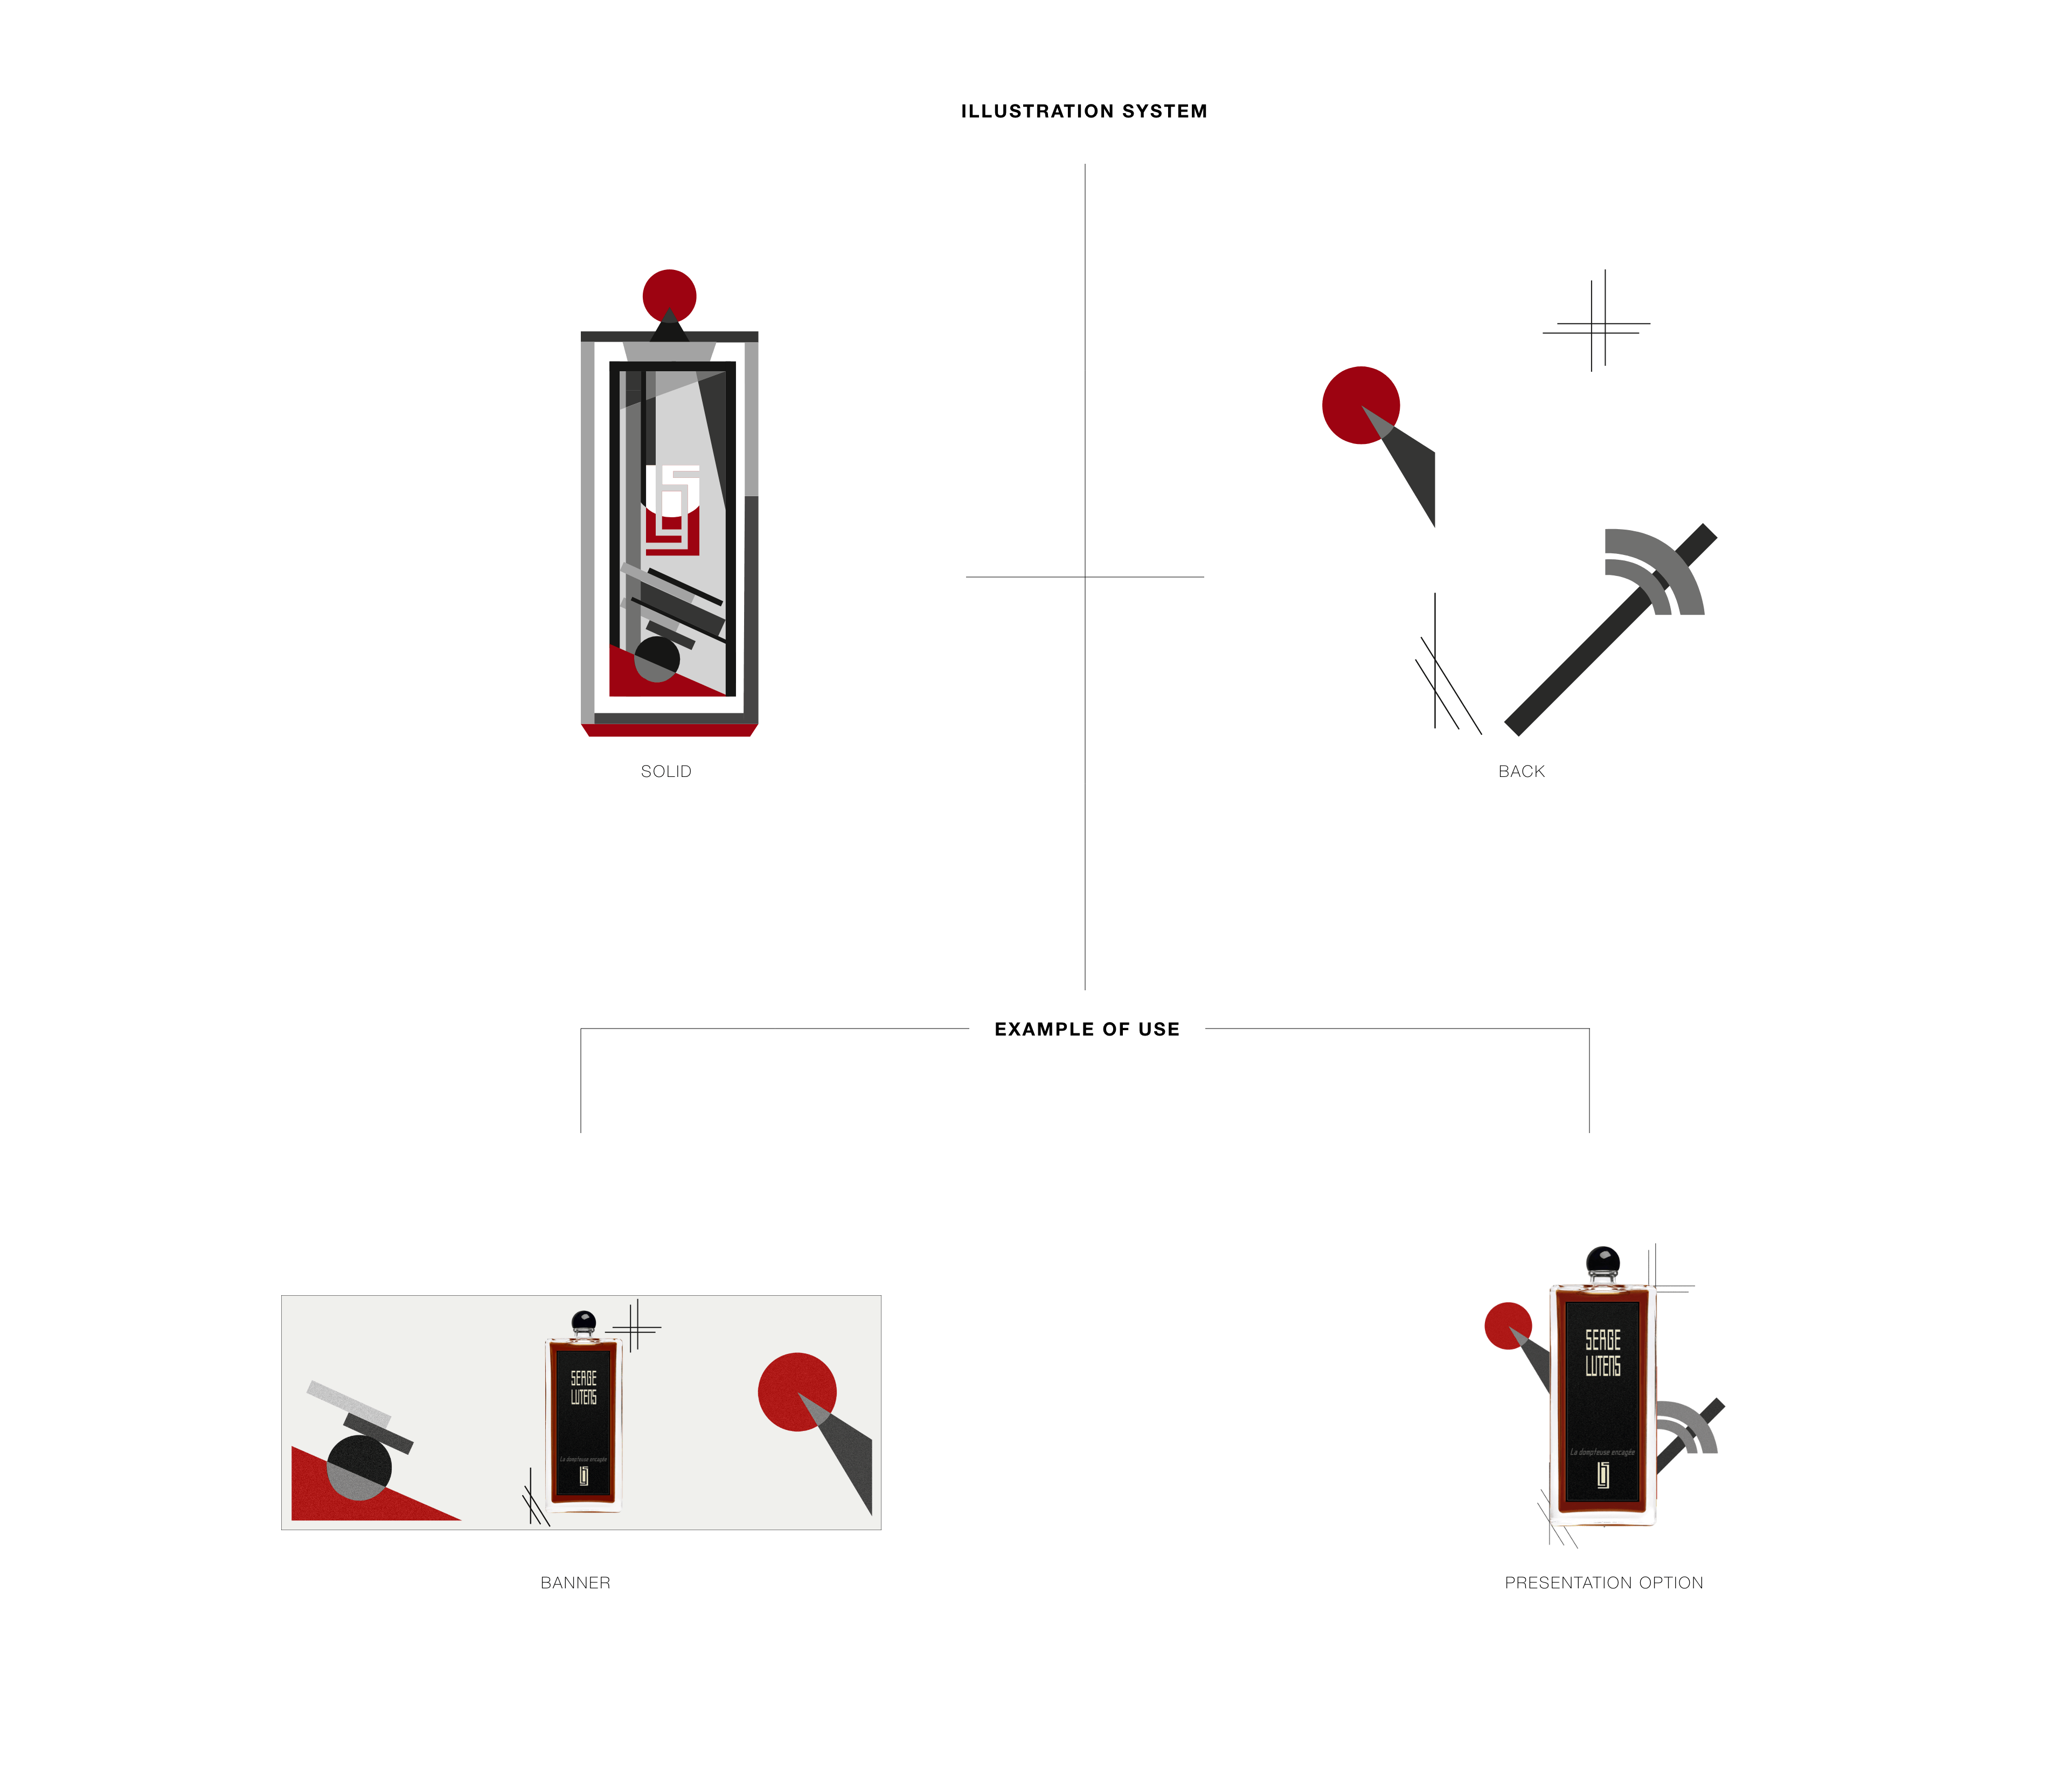 ILLUSTRATION SYSTEM
SOLID
BACK
EXAMPLE OF USE
SERGE
LUTENS
La dompteuse encagée
SERGE
LUTENS
La dompteuse encagée
BANNER
PRESENTATION OPTION